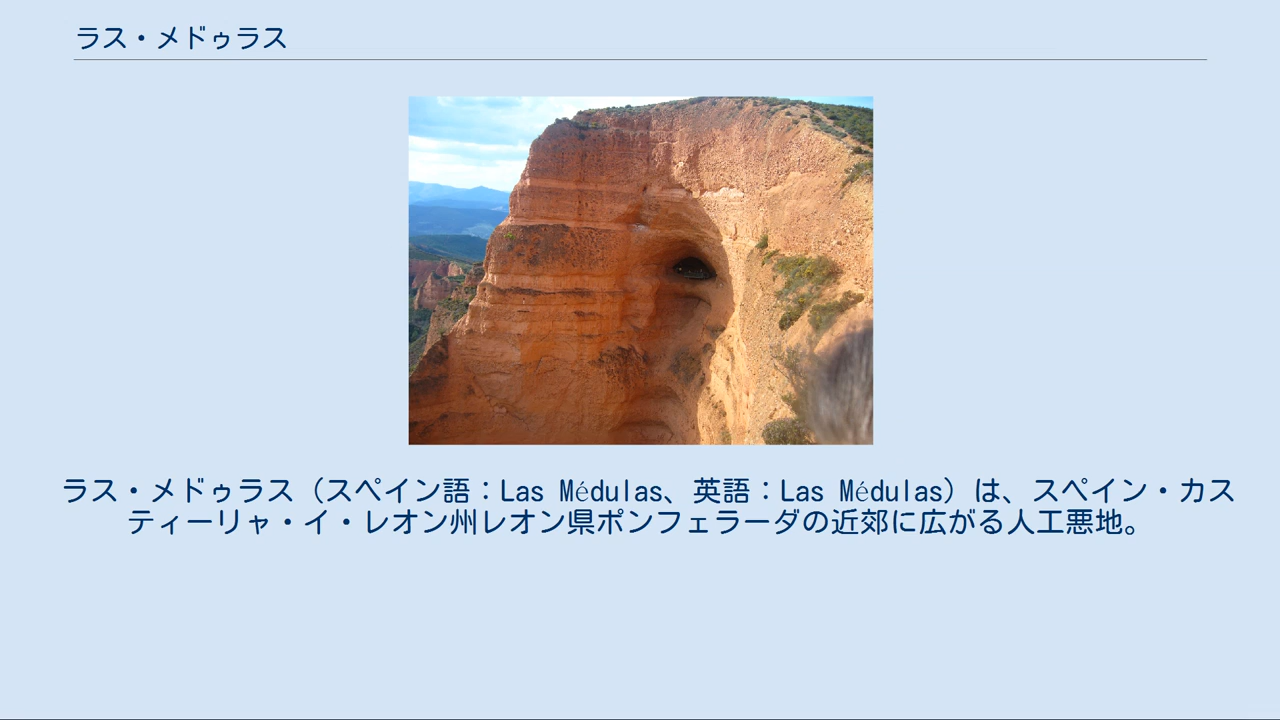 ラス・メドゥラス
ラス・メドゥラス（スペイン語：Las Médulas、英語：Las Médulas）は、スペイン・カス
ティーリャ・イ・レオン州レオン県ポンフェラーダの近郊に広がる人工悪地。